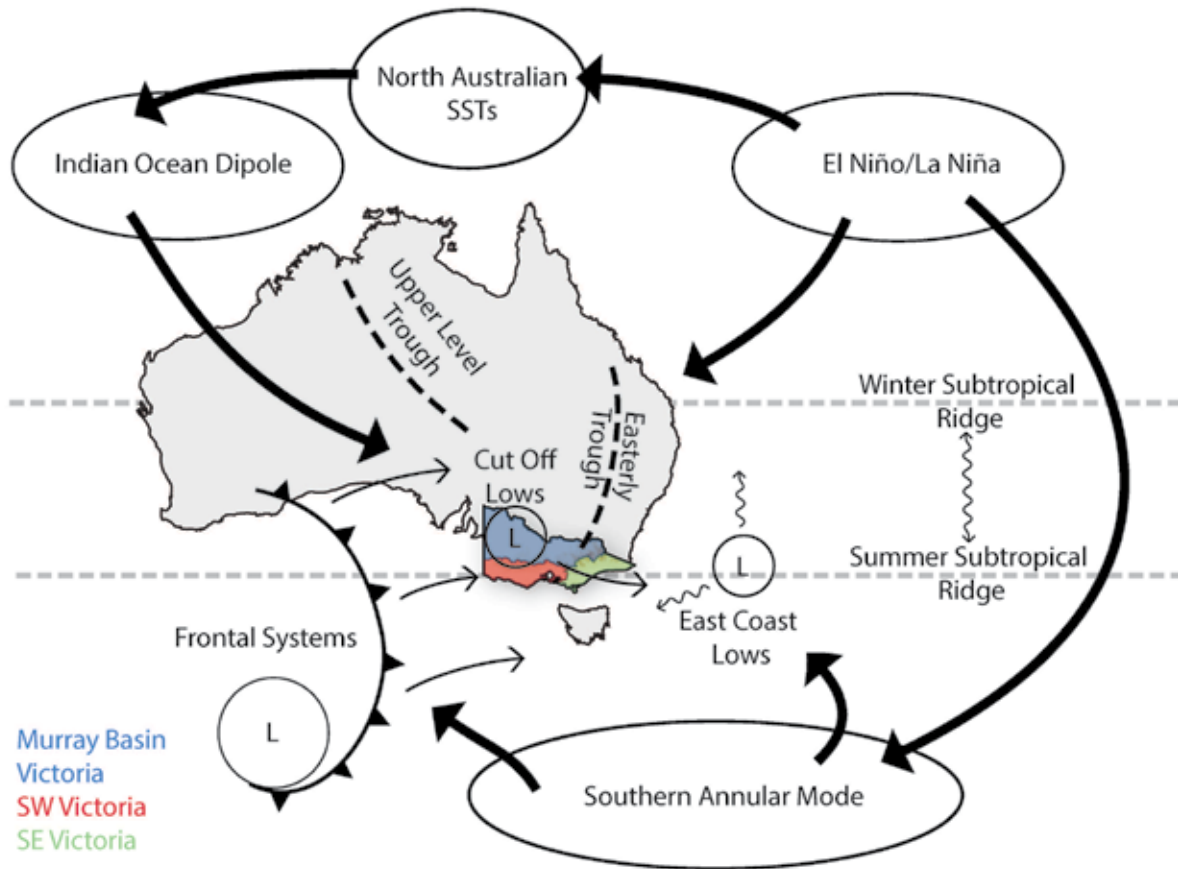 North Australian
SSTs
Indian Ocean Dipole
El Niño/La Niña
Upper Level
Trough
Easterly
Trough
Winter Subtropical
Ridge
Cut Off
Lows
L
L
Summer Subtropical
Ridge
East Coast
Lows
Frontal Systems
L
Murray Basin
Victoria
SW Victoria
SE Victoria
Southern Annular Mode